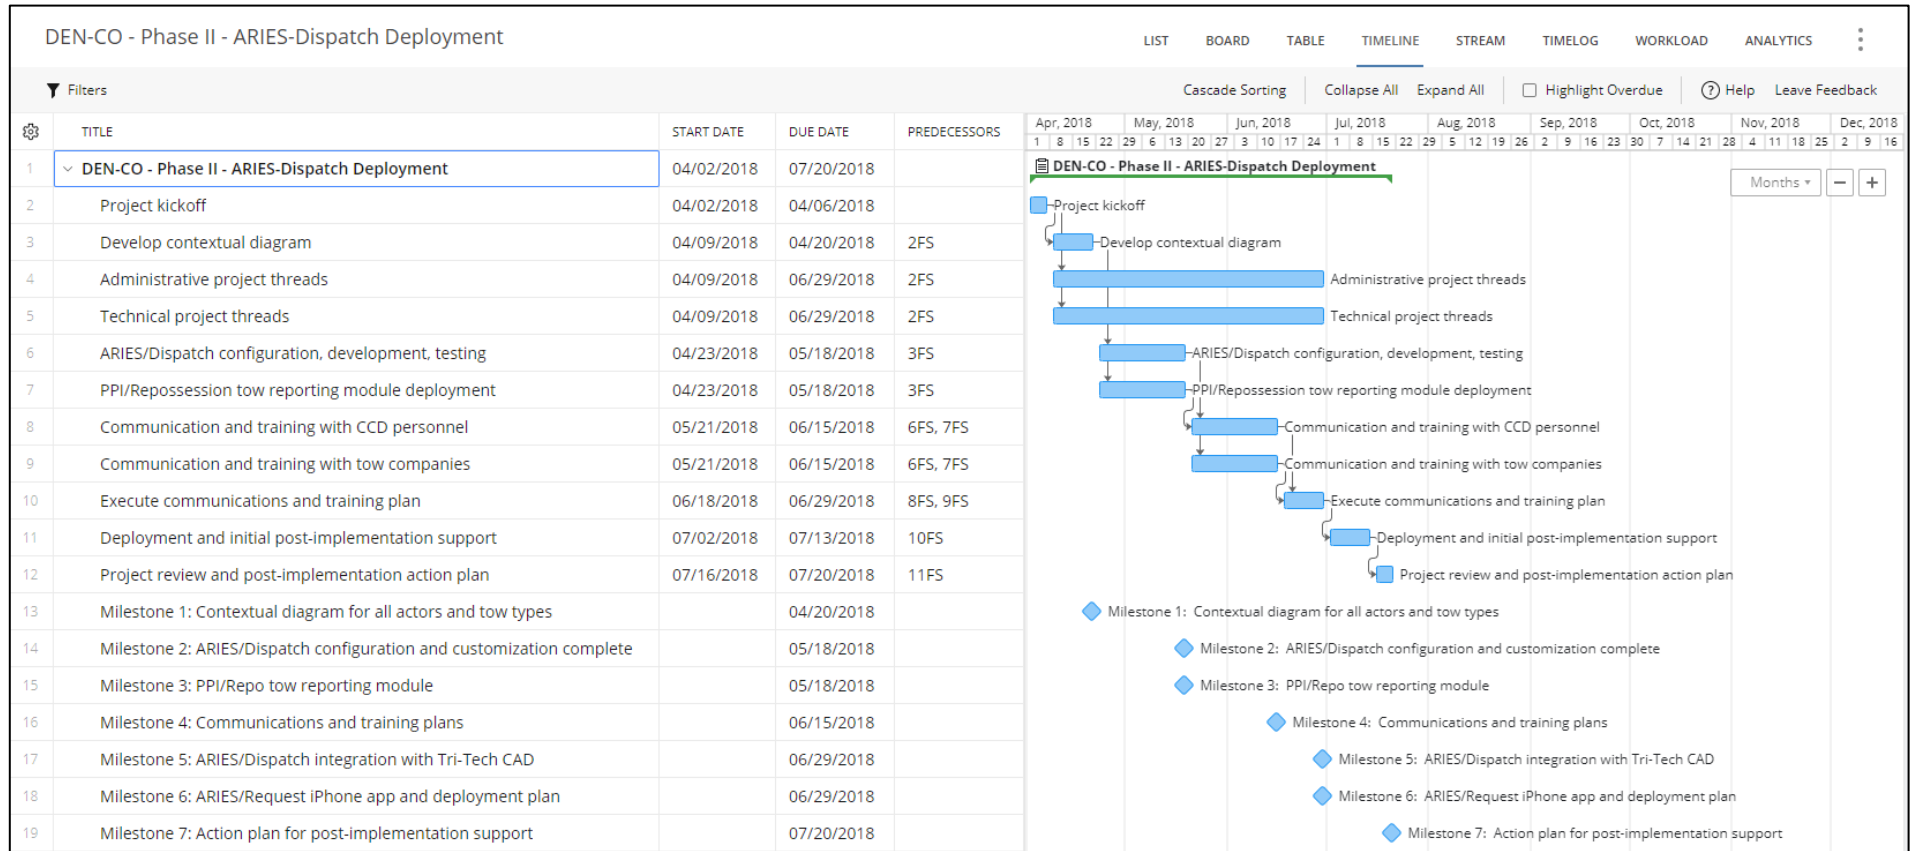 DEN-CO - Phase II - ARIES-Dispatch Deployment
LIST BOARD TABLE TIMELINE STREAM TIMELOG WORKLOAD ANALYTICS
Filters
Cascade Sorting Collapse All Expand All Highlight Overdue ? Help Leave Feedback
TITLE START DATE DUE DATE PREDECESSORS
Apr, 2018 May, 2018 Jun, 2018 Jul, 2018 Aug, 2018 Sep, 2018 Oct, 2018 Nov, 2018 Dec, 2018
1 8 15 22 29 6 13 20 27 3 10 17 24 1 8 15 22 29 5 12 19 26 2 9 16 23 30 7 14 21 28 4 11 18 25 2 9 16
1 DEN-CO - Phase II - ARIES-Dispatch Deployment 04/02/2018 07/20/2018
2 Project kickoff 04/02/2018 04/06/2018
3 Develop contextual diagram 04/09/2018 04/20/2018 2FS
4 Administrative project threads 04/09/2018 06/29/2018 2FS
5 Technical project threads 04/09/2018 06/29/2018 2FS
6 ARIES/Dispatch configuration, development, testing 04/23/2018 05/18/2018 3FS
7 PPI/Repossession tow reporting module deployment 04/23/2018 05/18/2018 3FS
8 Communication and training with CCD personnel 05/21/2018 06/15/2018 6FS, 7FS
9 Communication and training with tow companies 05/21/2018 06/15/2018 6FS, 7FS
10 Execute communications and training plan 06/18/2018 06/29/2018 8FS, 9FS
11 Deployment and initial post-implementation support 07/02/2018 07/13/2018 10FS
12 Project review and post-implementation action plan 07/16/2018 07/20/2018 11FS
13 Milestone 1: Contextual diagram for all actors and tow types 04/20/2018
14 Milestone 2: ARIES/Dispatch configuration and customization complete 05/18/2018
15 Milestone 3: PPI/Repo tow reporting module 05/18/2018
16 Milestone 4: Communications and training plans 06/15/2018
17 Milestone 5: ARIES/Dispatch integration with Tri-Tech CAD 06/29/2018
18 Milestone 6: ARIES/Request iPhone app and deployment plan 06/29/2018
19 Milestone 7: Action plan for post-implementation support 07/20/2018
DEN-CO - Phase II - ARIES-Dispatch Deployment
Months
Project kickoff
Develop contextual diagram
Administrative project threads
Technical project threads
ARIES/Dispatch configuration, development, testing
PPI/Repossession tow reporting module deployment
Communication and training with CCD personnel
Communication and training with tow companies
Execute communications and training plan
Deployment and initial post-implementation support
Project review and post-implementation action plan
Milestone 1: Contextual diagram for all actors and tow types
Milestone 2: ARIES/Dispatch configuration and customization complete
Milestone 3: PPI/Repo tow reporting module
Milestone 4: Communications and training plans
Milestone 5: ARIES/Dispatch integration with Tri-Tech CAD
Milestone 6: ARIES/Request iPhone app and deployment plan
Milestone 7: Action plan for post-implementation support